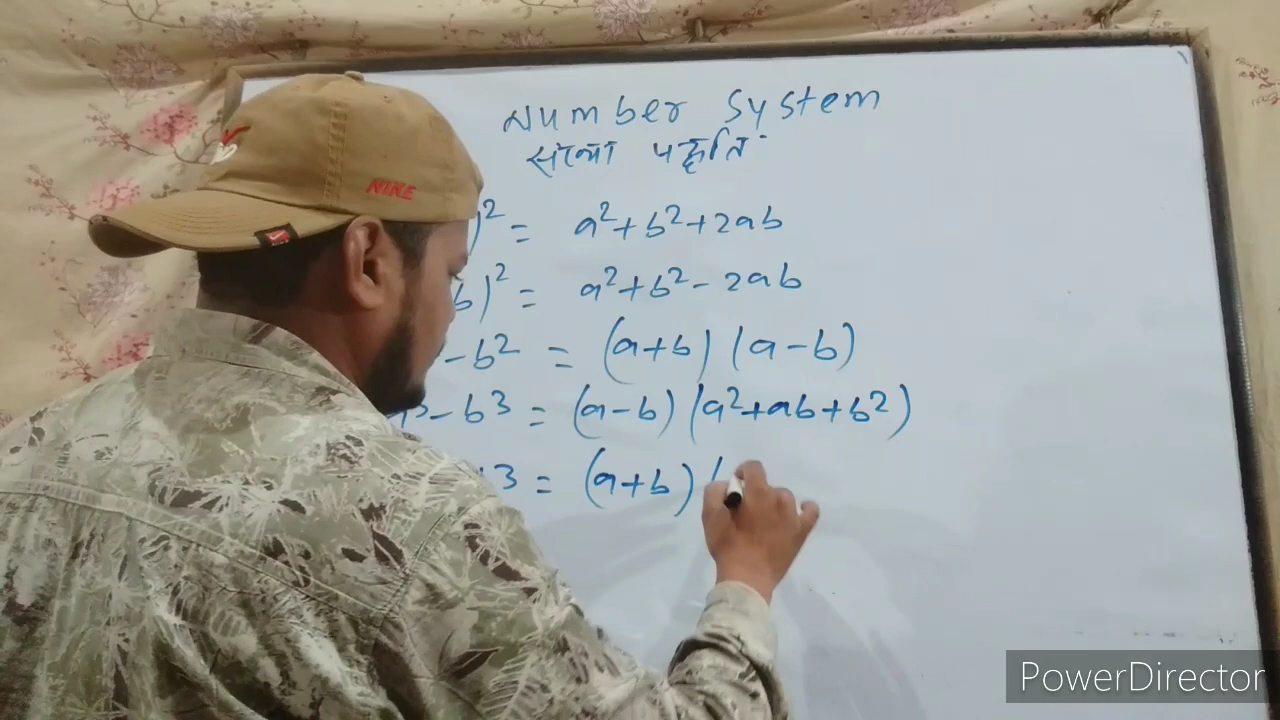 Number System
संख्या पद्धति
NIKE
)² = a²+b²+2ab
b)² = a²+b²-2ab
-b² = (a+b) (a-b)
a³-b³ = (a-b) (a²+ab+b²)
3 = (a+b) (
PowerDirector